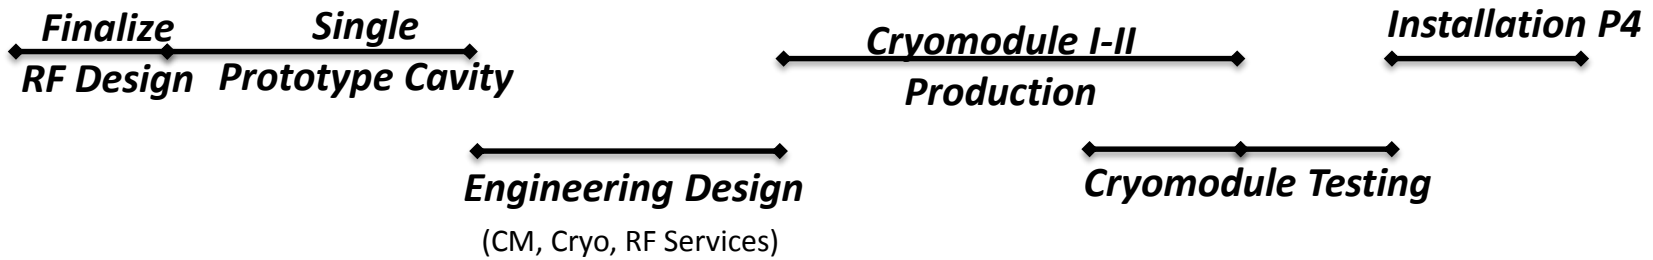 Finalize
RF Design
Single
Prototype Cavity
Engineering Design
(CM, Cryo, RF Services)
Cryomodule I-II
Production
Cryomodule Testing
Installation P4